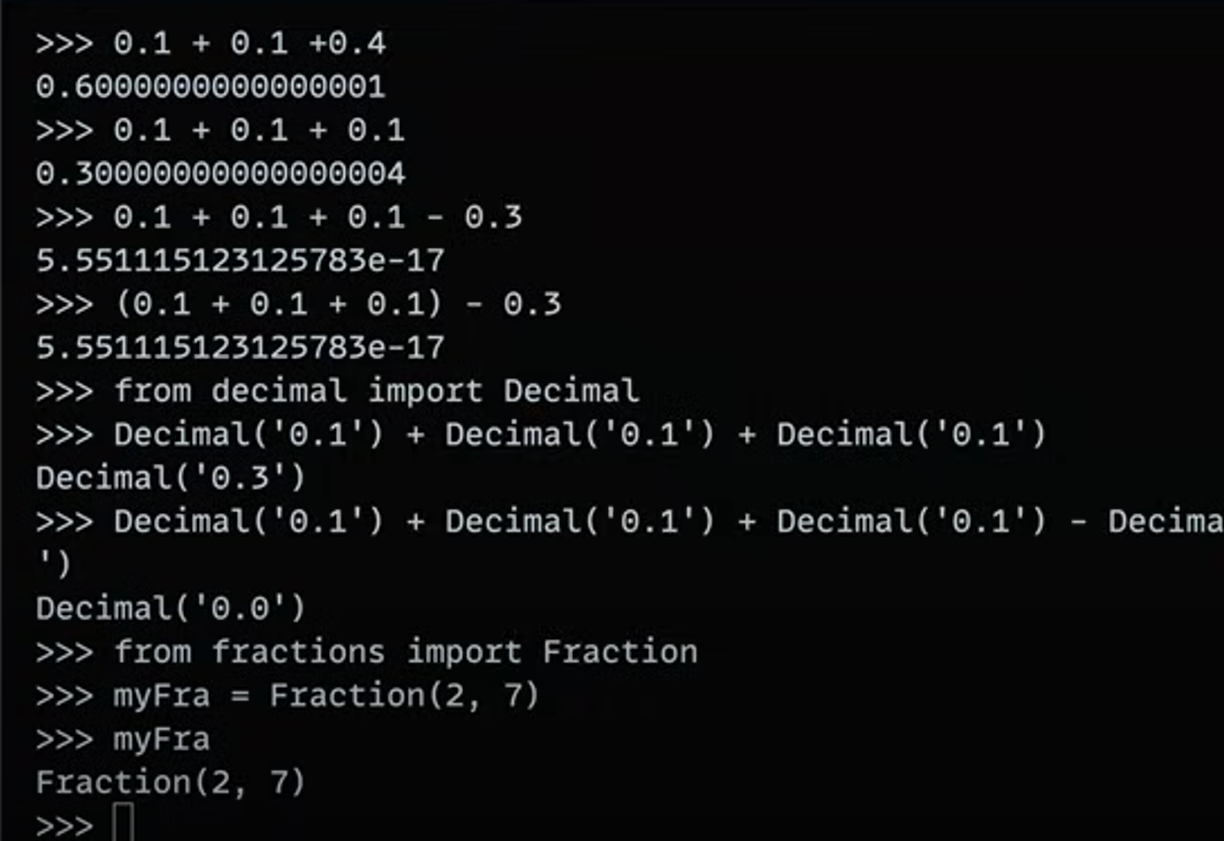 >>> 0.1 + 0.1 +0.4
0.6000000000000001
>>> 0.1 + 0.1 + 0.1
0.30000000000000004
>>> 0.1 + 0.1 + 0.1 - 0.3
5.551115123125783e-17
>>> (0.1 + 0.1 + 0.1) - 0.3
5.551115123125783e-17
>>> from decimal import Decimal
>>> Decimal('0.1') + Decimal('0.1') + Decimal('0.1')
Decimal('0.3')
>>> Decimal('0.1') + Decimal('0.1') + Decimal('0.1') - Decima
')
Decimal('0.0')
>>> from fractions import Fraction
>>> myFra = Fraction(2, 7)
>>> myFra
Fraction(2, 7)
>>>